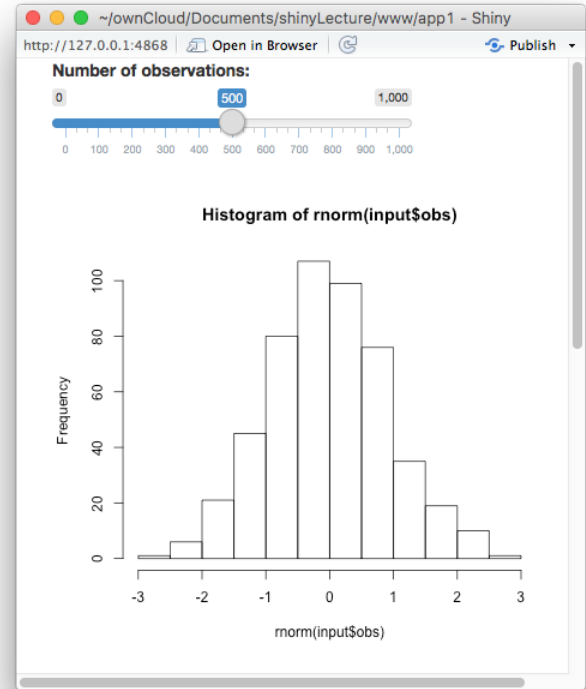 ~/ownCloud/Documents/shinyLecture/www/app1 - Shiny
http://127.0.0.1:4868 Open in Browser Publish
Number of observations:
0 500 1,000
0 100 200 300 400 500 600 700 800 900 1,000
Histogram of rnorm(input$obs)
Frequency
100
80
60
40
20
0
-3 -2 -1 0 1 2 3
rnorm(input$obs)